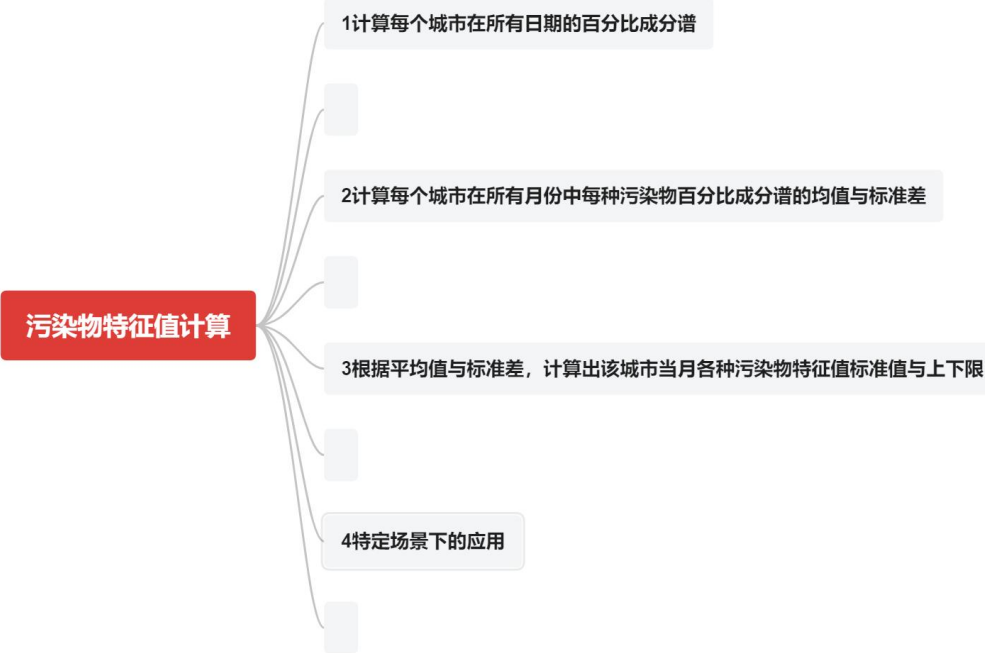 1计算每个城市在所有日期的百分比成分谱
2计算每个城市在所有月份中每种污染物百分比成分谱的均值与标准差
污染物特征值计算
3根据平均值与标准差，计算出该城市当月各种污染物特征值标准值与上下限
4特定场景下的应用